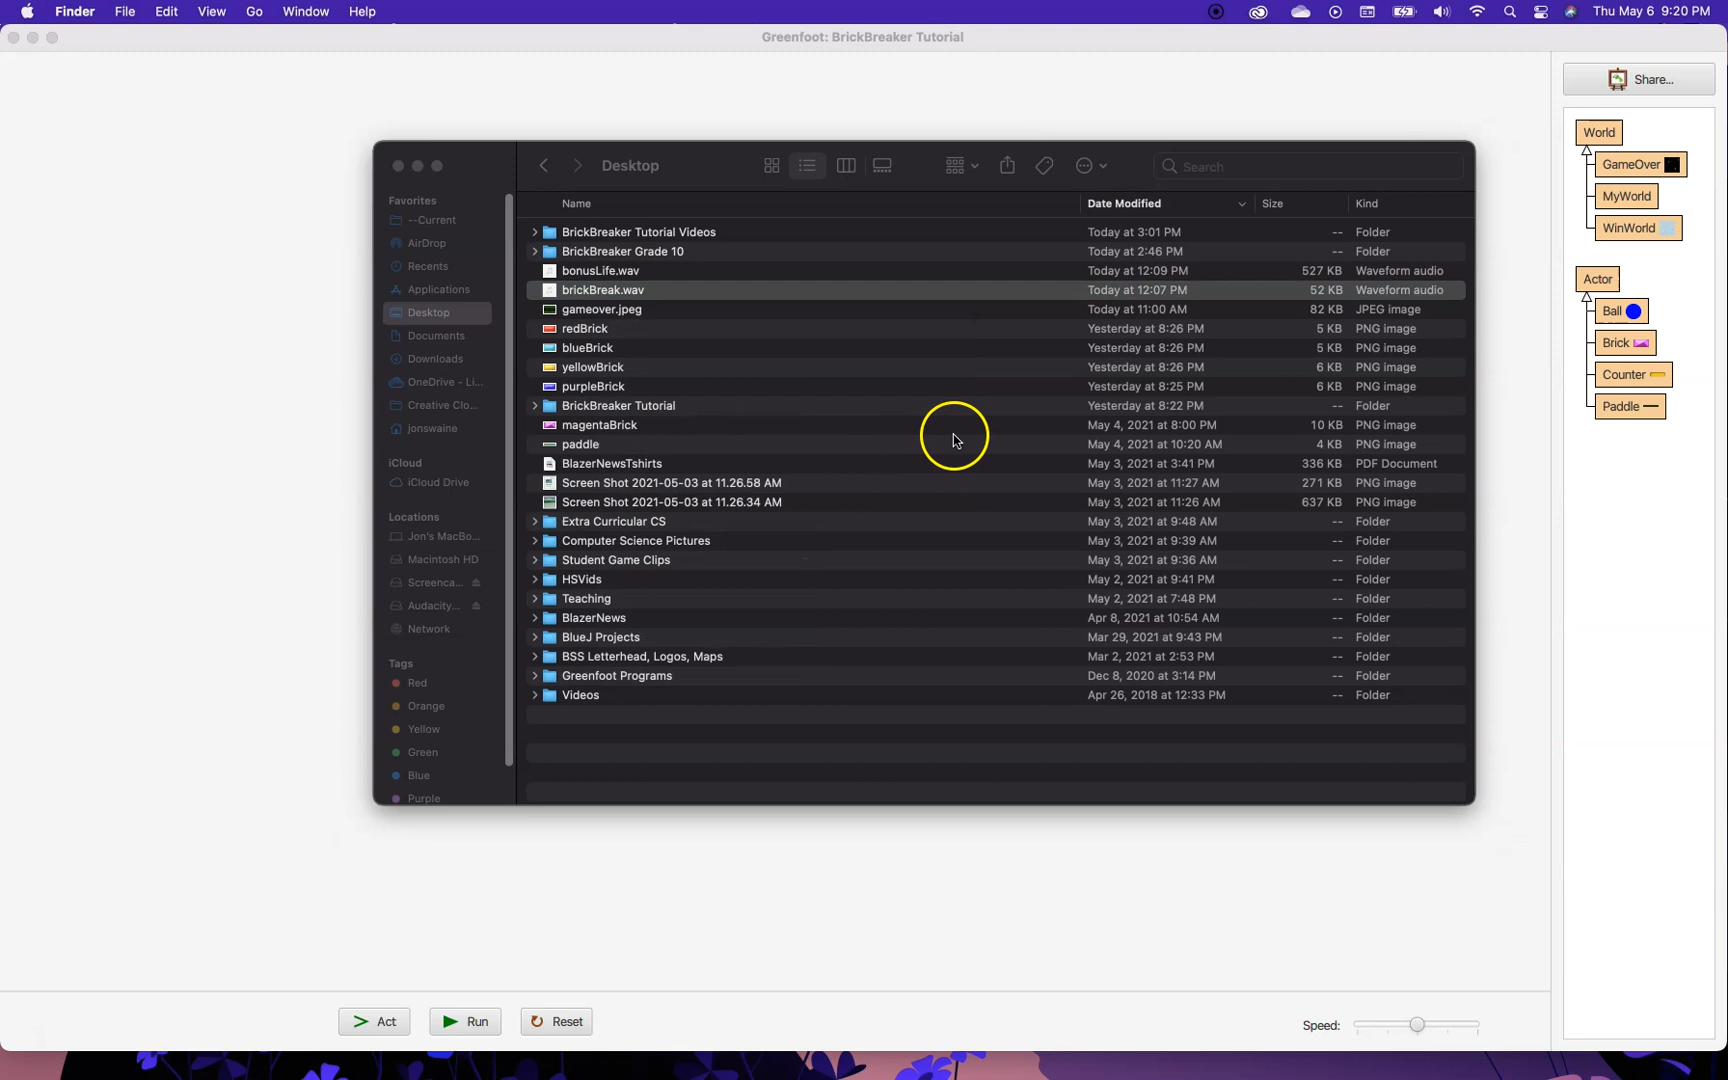 Finder File Edit View Go Window Help Thu May 6 9:20 PM
Greenfoot: BrickBreaker Tutorial
Share...
World
GameOver
MyWorld
WinWorld
Actor
Ball
Brick
Counter
Paddle
Desktop
Search
Favorites
--Current
AirDrop
Recents
Applications
Desktop
Documents
Downloads
OneDrive - Li...
Creative Clo...
jonswaine
iCloud
iCloud Drive
Locations
Jon's MacBo...
Macintosh HD
Screenca...
Audacity...
Network
Tags
Red
Orange
Yellow
Green
Blue
Purple
Name Date Modified Size Kind
BrickBreaker Tutorial Videos Today at 3:01 PM -- Folder
BrickBreaker Grade 10 Today at 2:46 PM -- Folder
bonusLife.wav Today at 12:09 PM 527 KB Waveform audio
brickBreak.wav Today at 12:07 PM 52 KB Waveform audio
gameover.jpeg Today at 11:00 AM 82 KB JPEG image
redBrick Yesterday at 8:26 PM 5 KB PNG image
blueBrick Yesterday at 8:26 PM 5 KB PNG image
yellowBrick Yesterday at 8:26 PM 6 KB PNG image
purpleBrick Yesterday at 8:25 PM 6 KB PNG image
BrickBreaker Tutorial Yesterday at 8:22 PM -- Folder
magentaBrick May 4, 2021 at 8:00 PM 10 KB PNG image
paddle May 4, 2021 at 10:20 AM 4 KB PNG image
BlazerNewsTshirts May 3, 2021 at 3:41 PM 336 KB PDF Document
Screen Shot 2021-05-03 at 11.26.58 AM May 3, 2021 at 11:27 AM 271 KB PNG image
Screen Shot 2021-05-03 at 11.26.34 AM May 3, 2021 at 11:26 AM 637 KB PNG image
Extra Curricular CS May 3, 2021 at 9:48 AM -- Folder
Computer Science Pictures May 3, 2021 at 9:39 AM -- Folder
Student Game Clips May 3, 2021 at 9:36 AM -- Folder
HSVids May 2, 2021 at 9:41 PM -- Folder
Teaching May 2, 2021 at 7:48 PM -- Folder
BlazerNews Apr 8, 2021 at 10:54 AM -- Folder
BlueJ Projects Mar 29, 2021 at 9:43 PM -- Folder
BSS Letterhead, Logos, Maps Mar 2, 2021 at 2:53 PM -- Folder
Greenfoot Programs Dec 8, 2020 at 3:14 PM -- Folder
Videos Apr 26, 2018 at 12:33 PM -- Folder
Act Run Reset Speed: